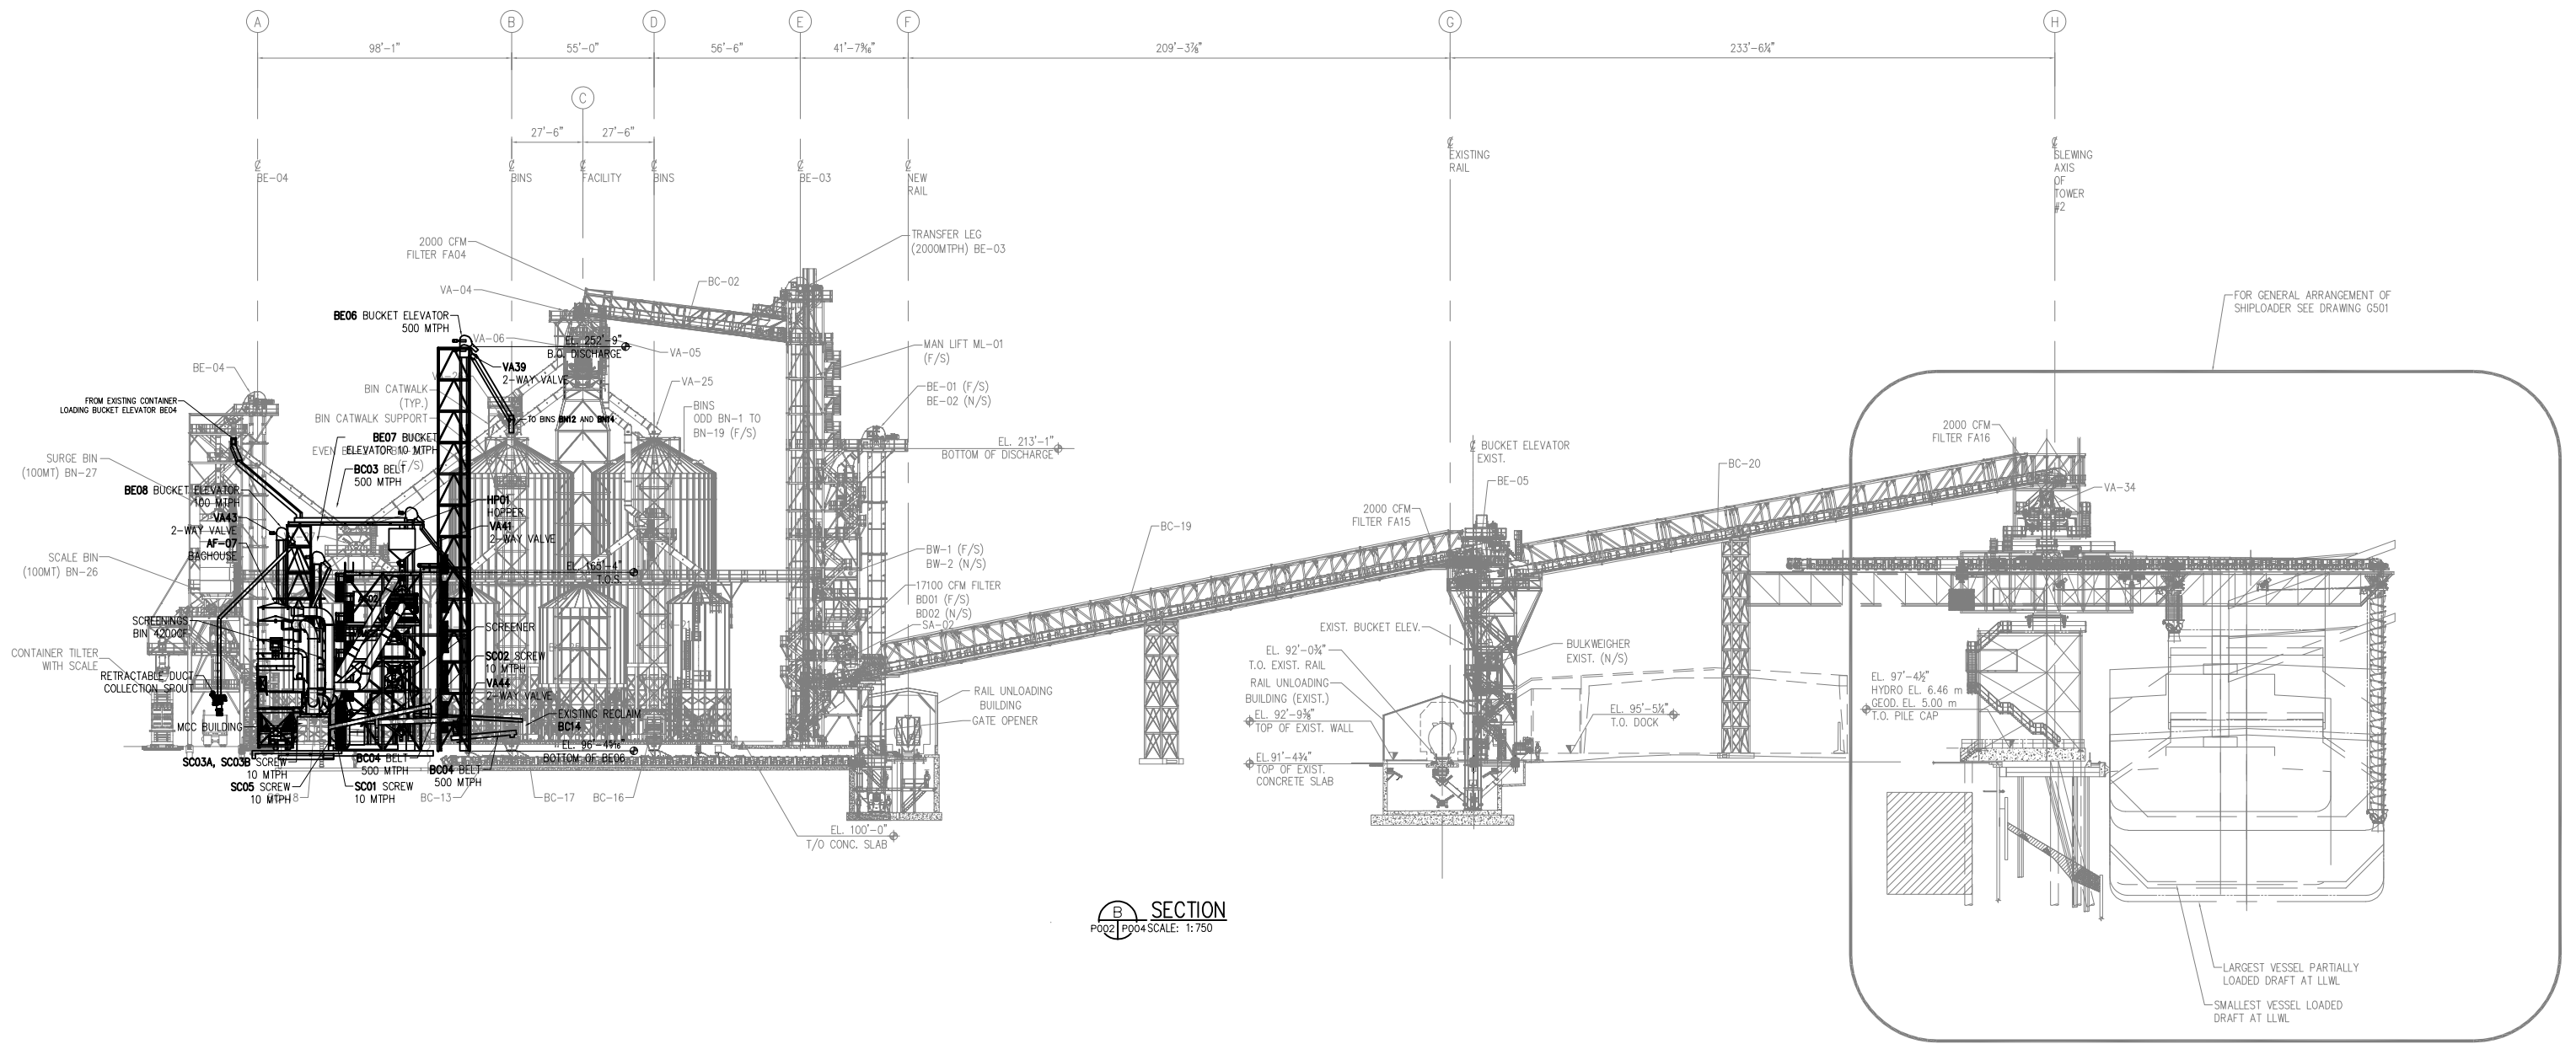 A
B
D
E
F
G
H
98'-1"
55'-0"
56'-6"
41'-7 9/16"
209'-3⅞"
233'-6¼"
C
27'-6"
27'-6"
℄
BE-04
℄
BINS
℄
FACILITY
℄
BINS
℄
BE-03
℄
NEW
RAIL
℄
EXISTING
RAIL
℄
SLEWING
AXIS
OF
TOWER
#2
2000 CFM
FILTER FA04
TRANSFER LEG
(2000MTPH) BE-03
VA-04
BC-02
BE06 BUCKET ELEVATOR
500 MTPH
VA-06
EL. 252'-9"
B.O. DISCHARGE
VA-05
MAN LIFT ML-01
(F/S)
FOR GENERAL ARRANGEMENT OF
SHIPLOADER SEE DRAWING G501
BE-04
VA39
2-WAY VALVE
VA-25
BIN CATWALK
(TYP.)
BIN CATWALK SUPPORT
BE-01 (F/S)
BE-02 (N/S)
FROM EXISTING CONTAINER
LOADING BUCKET ELEVATOR BE04
TO BINS BN12 AND BN14
BINS
ODD BN-1 TO
BN-19 (F/S)
BE07 BUCKET
ELEVATOR 10 MTPH
(F/S)
EL. 213'-1"
BOTTOM OF DISCHARGE
℄ BUCKET ELEVATOR
EXIST.
2000 CFM
FILTER FA16
SURGE BIN
(100MT) BN-27
BC03 BELT
500 MTPH
BE08 BUCKET ELEVATOR
100 MTPH
HP01
HOPPER
BE-05
BC-20
VA-34
VA43
2-WAY VALVE
VA41
2-WAY VALVE
2000 CFM
FILTER FA15
BC-19
AF-07
BAGHOUSE
SCALE BIN
(100MT) BN-26
BW-1 (F/S)
BW-2 (N/S)
EL. 165'-4"
T.O.S.
17100 CFM FILTER
BD01 (F/S)
BD02 (N/S)
SA-02
SCREENINGS
BIN 4200CF
SCREENER
BN-21
EXIST. BUCKET ELEV.
BULKWEIGHER
EXIST. (N/S)
CONTAINER TILTER
WITH SCALE
SC02 SCREW
10 MTPH
EL. 92'-0¾"
T.O. EXIST. RAIL
RETRACTABLE DUCT
COLLECTION SPOUT
VA44
2-WAY VALVE
RAIL UNLOADING
BUILDING
RAIL UNLOADING
BUILDING (EXIST.)
EL. 97'-4½"
HYDRO EL. 6.46 m
GEOD. EL. 5.00 m
T.O. PILE CAP
MCC BUILDING
EXISTING RECLAIM
BC14
GATE OPENER
EL. 92'-9⅜"
TOP OF EXIST. WALL
EL. 95'-5¼"
T.O. DOCK
EL. 96'-4 9/16"
BOTTOM OF BE06
SC03A, SC03B SCREW
10 MTPH
BC04 BELT
500 MTPH
BC04 BELT
500 MTPH
EL.91'-4¾"
TOP OF EXIST.
CONCRETE SLAB
SC05 SCREW
10 MTPH
SC01 SCREW
10 MTPH
BC-13
BC-17
BC-16
EL. 100'-0"
T/O CONC. SLAB
B
P002
P004
SECTION
SCALE: 1:750
LARGEST VESSEL PARTIALLY
LOADED DRAFT AT LLWL
SMALLEST VESSEL LOADED
DRAFT AT LLWL